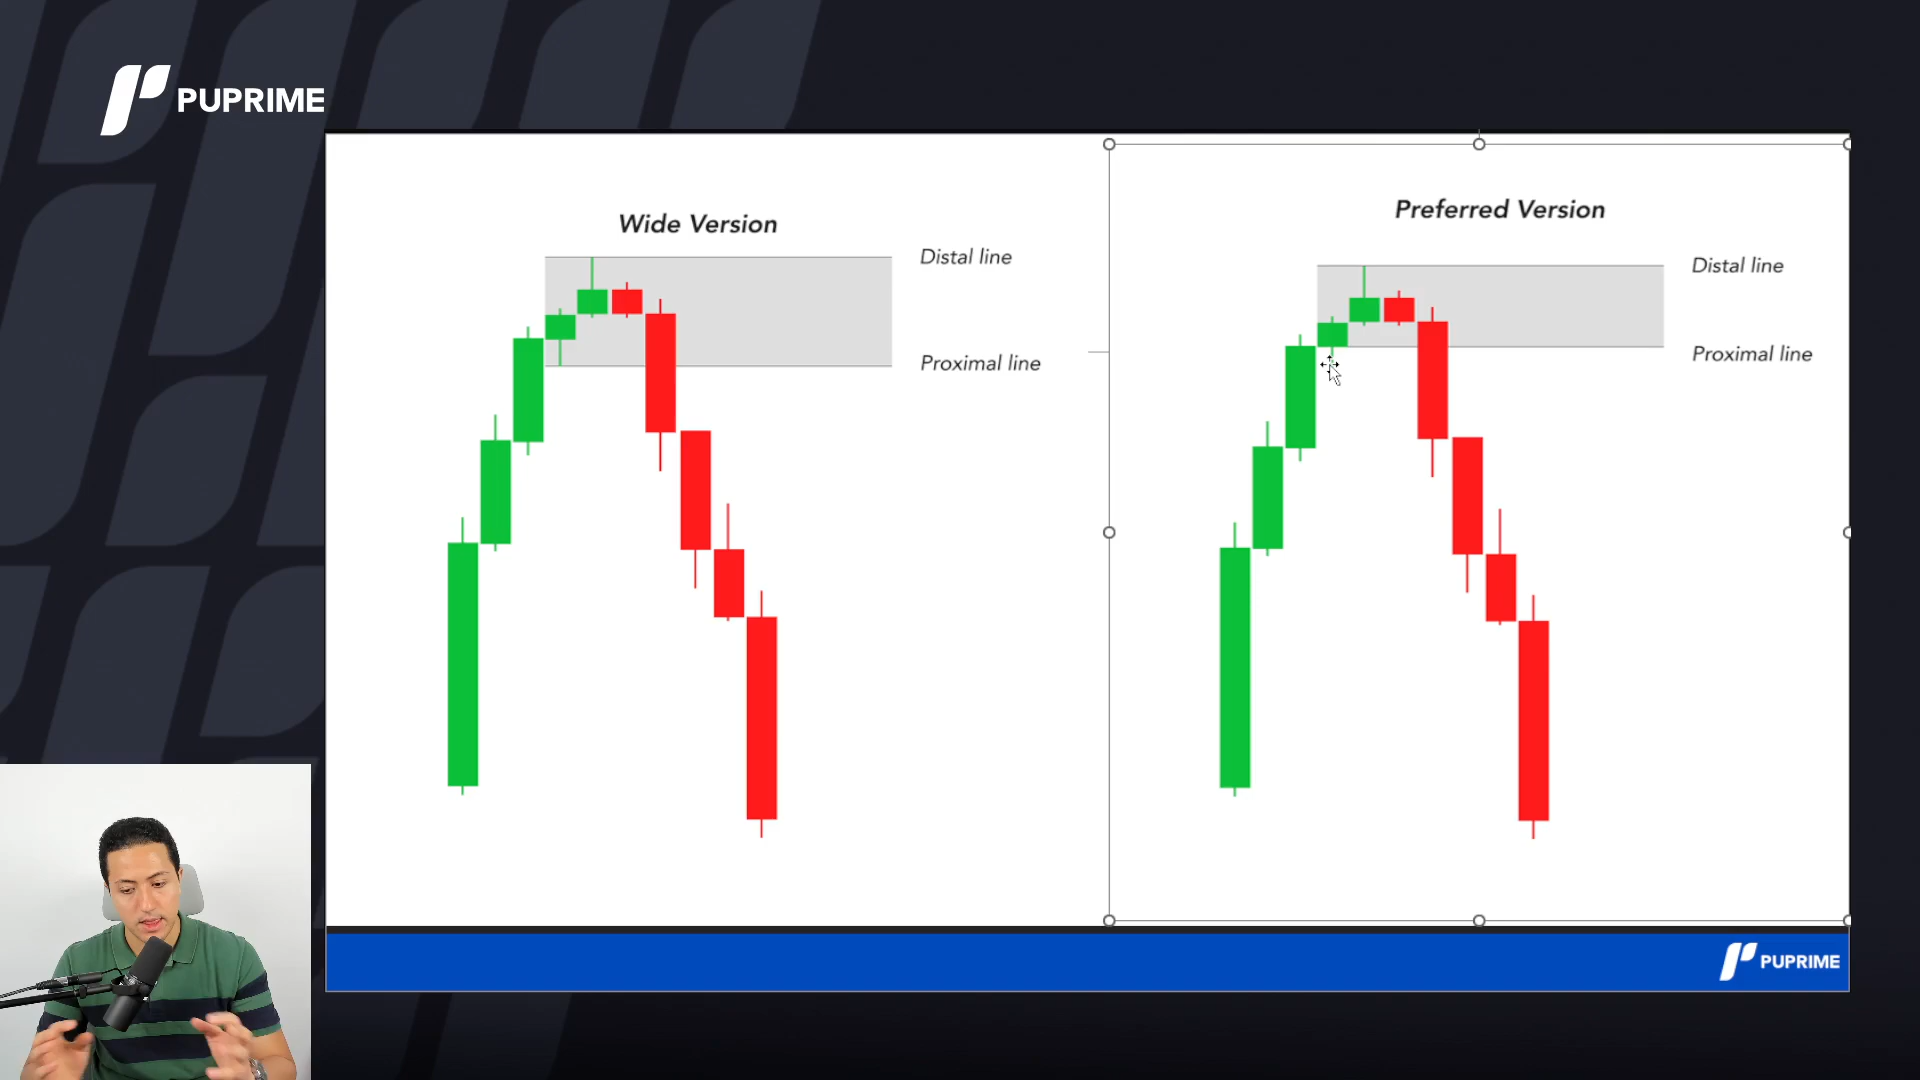 PUPRIME
Wide Version
Distal line
Proximal line
Preferred Version
Distal line
Proximal line
PUPRIME